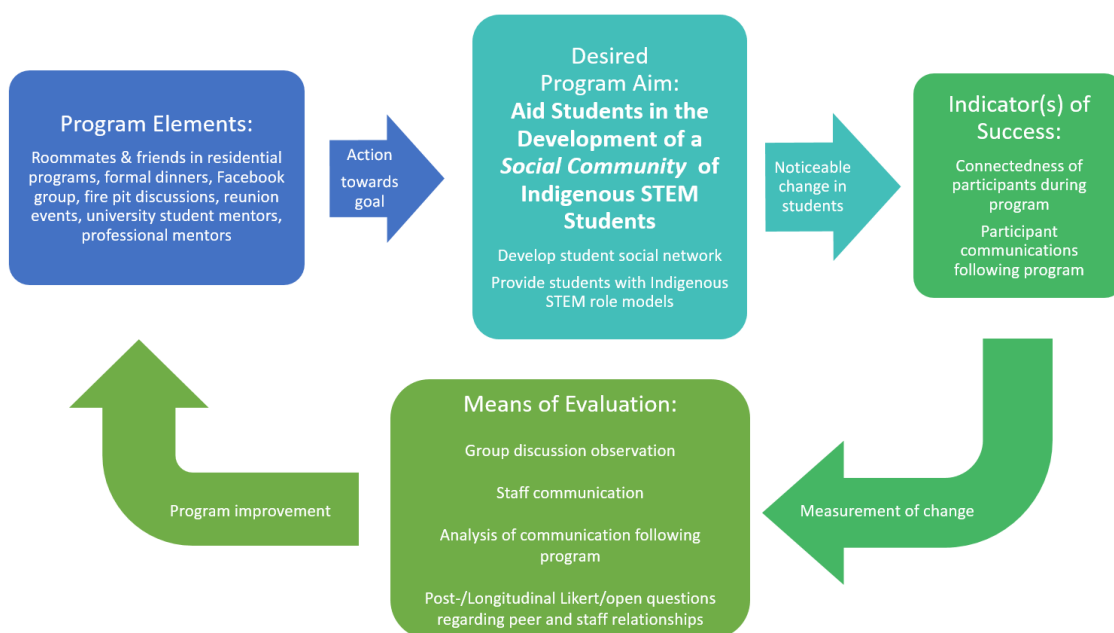 Program Elements:
Roommates & friends in residential
programs, formal dinners, Facebook
group, fire pit discussions, reunion
events, university student mentors,
professional mentors
Action
towards
goal
Desired
Program Aim:
Aid Students in the
Development of a
Social Community of
Indigenous STEM
Students
Develop student social network
Provide students with Indigenous
STEM role models
Noticeable
change in
students
Indicator(s) of
Success:
Connectedness of
participants during
program
Participant
communications
following program
Measurement of change
Means of Evaluation:
Group discussion observation
Staff communication
Analysis of communication following
program
Post-/Longitudinal Likert/open questions
regarding peer and staff relationships
Program improvement